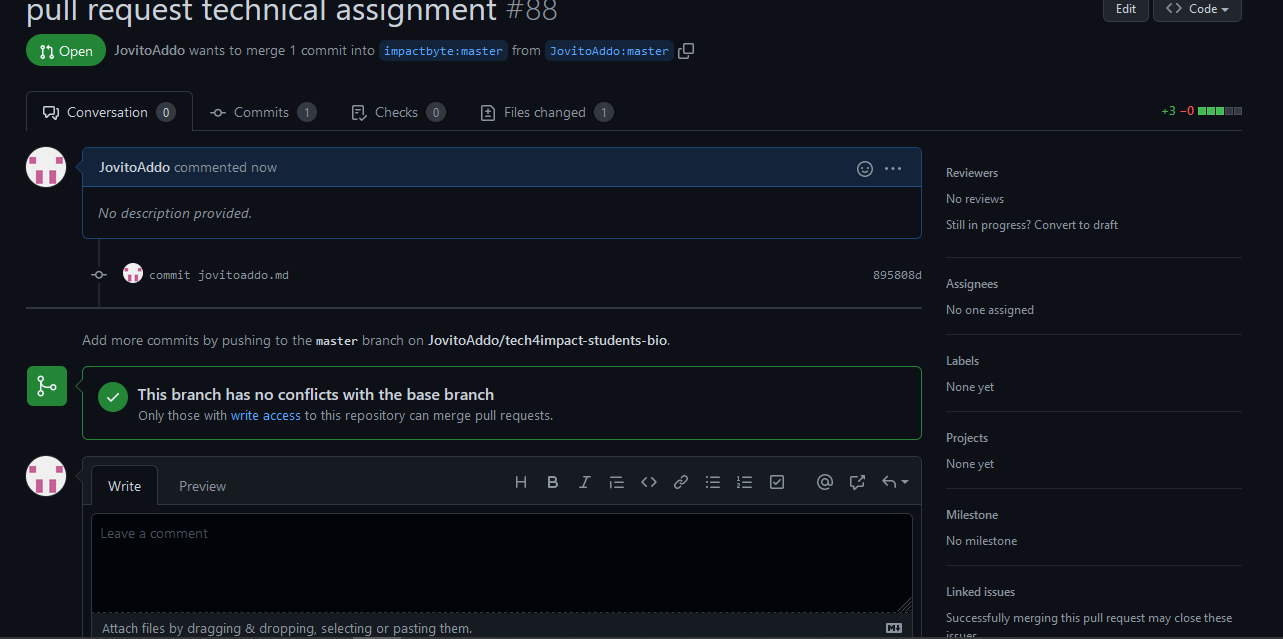 pull request technical assignment #88
Edit
<> Code
Open
JovitoAddo wants to merge 1 commit into impactbyte:master from JovitoAddo:master
Conversation 0
Commits 1
Checks 0
Files changed 1
+3 −0
JovitoAddo commented now
No description provided.
commit jovitoaddo.md
895808d
Add more commits by pushing to the master branch on JovitoAddo/tech4impact-students-bio.
This branch has no conflicts with the base branch
Only those with write access to this repository can merge pull requests.
Write
Preview
Leave a comment
Attach files by dragging & dropping, selecting or pasting them.
Reviewers
No reviews
Still in progress? Convert to draft
Assignees
No one assigned
Labels
None yet
Projects
None yet
Milestone
No milestone
Linked issues
Successfully merging this pull request may close these
issues.